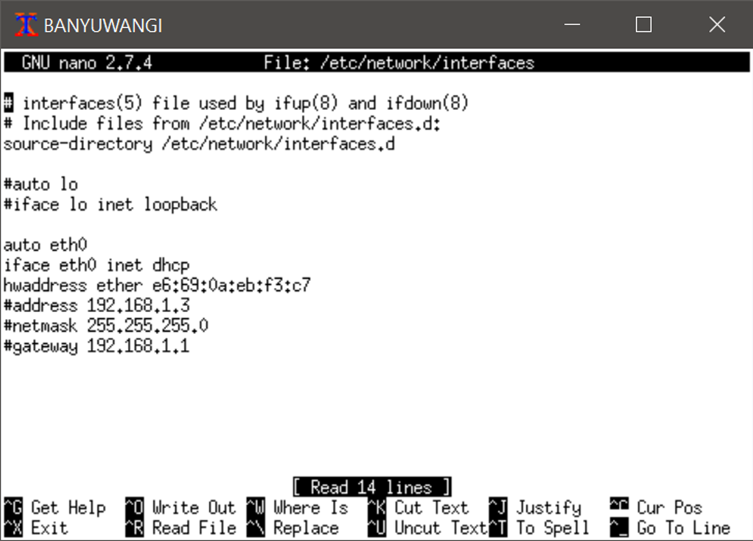 BANYUWANGI
GNU nano 2.7.4 File: /etc/network/interfaces
# interfaces(5) file used by ifup(8) and ifdown(8)
# Include files from /etc/network/interfaces.d:
source-directory /etc/network/interfaces.d
#auto lo
#iface lo inet loopback
auto eth0
iface eth0 inet dhcp
hwaddress ether e6:69:0a:eb:f3:c7
#address 192.168.1.3
#netmask 255.255.255.0
#gateway 192.168.1.1
[ Read 14 lines ]
^G Get Help ^O Write Out ^W Where Is ^K Cut Text ^J Justify ^C Cur Pos
^X Exit ^R Read File ^\ Replace ^U Uncut Text ^T To Spell ^_ Go To Line